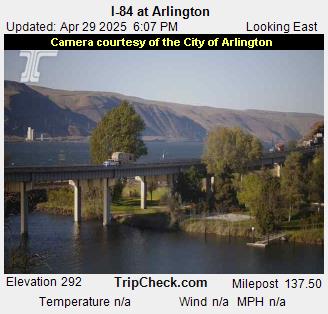 I-84 at Arlington
Updated: Apr 29 2025 6:07 PM Looking East
Camera courtesy of the City of Arlington
Elevation 292 TripCheck.com Milepost 137.50
Temperature n/a Wind n/a MPH n/a